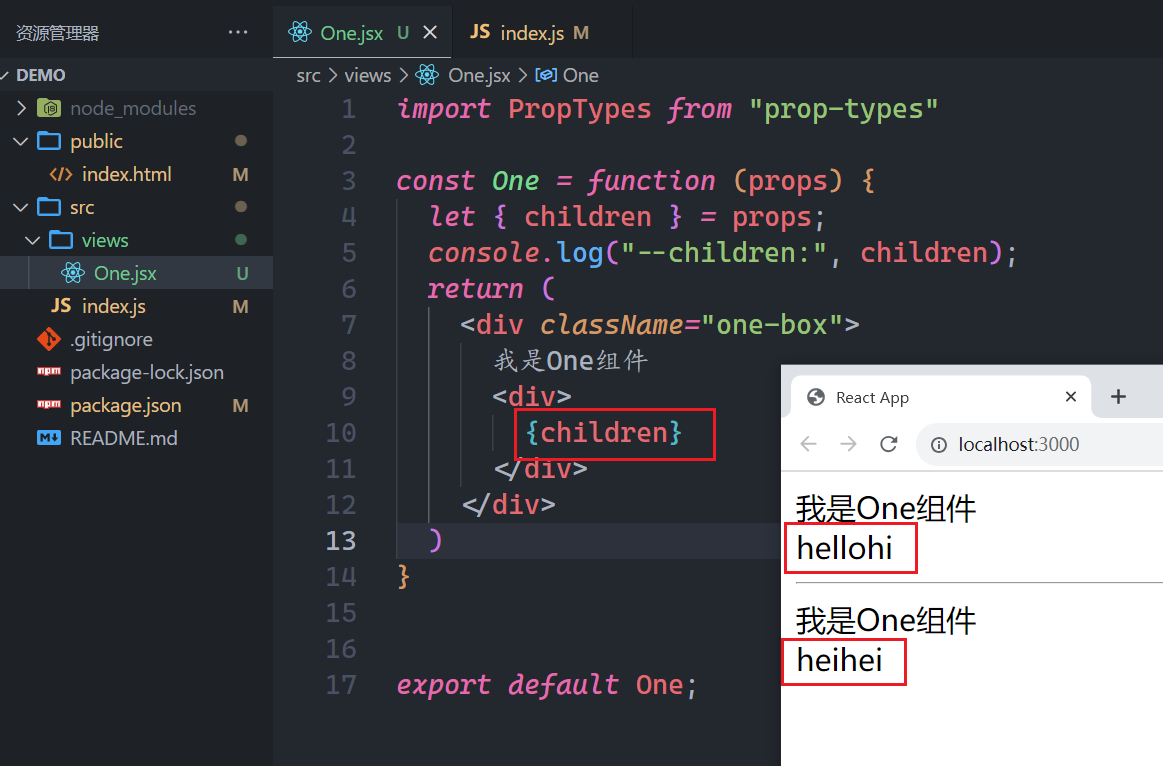 资源管理器 ···
DEMO
node_modules
public
index.html M
src
views
One.jsx U
JS index.js M
.gitignore
npm package-lock.json
npm package.json M
README.md
One.jsx U × JS index.js M
src > views > One.jsx > One
1 import PropTypes from "prop-types"
2
3 const One = function (props) {
4 let { children } = props;
5 console.log("--children:", children);
6 return (
7 <div className="one-box">
8 我是One组件
9 <div>
10 {children}
11 </div>
12 </div>
13 )
14 }
15
16
17 export default One;
React App × +
localhost:3000
我是One组件
hellohi
我是One组件
heihei